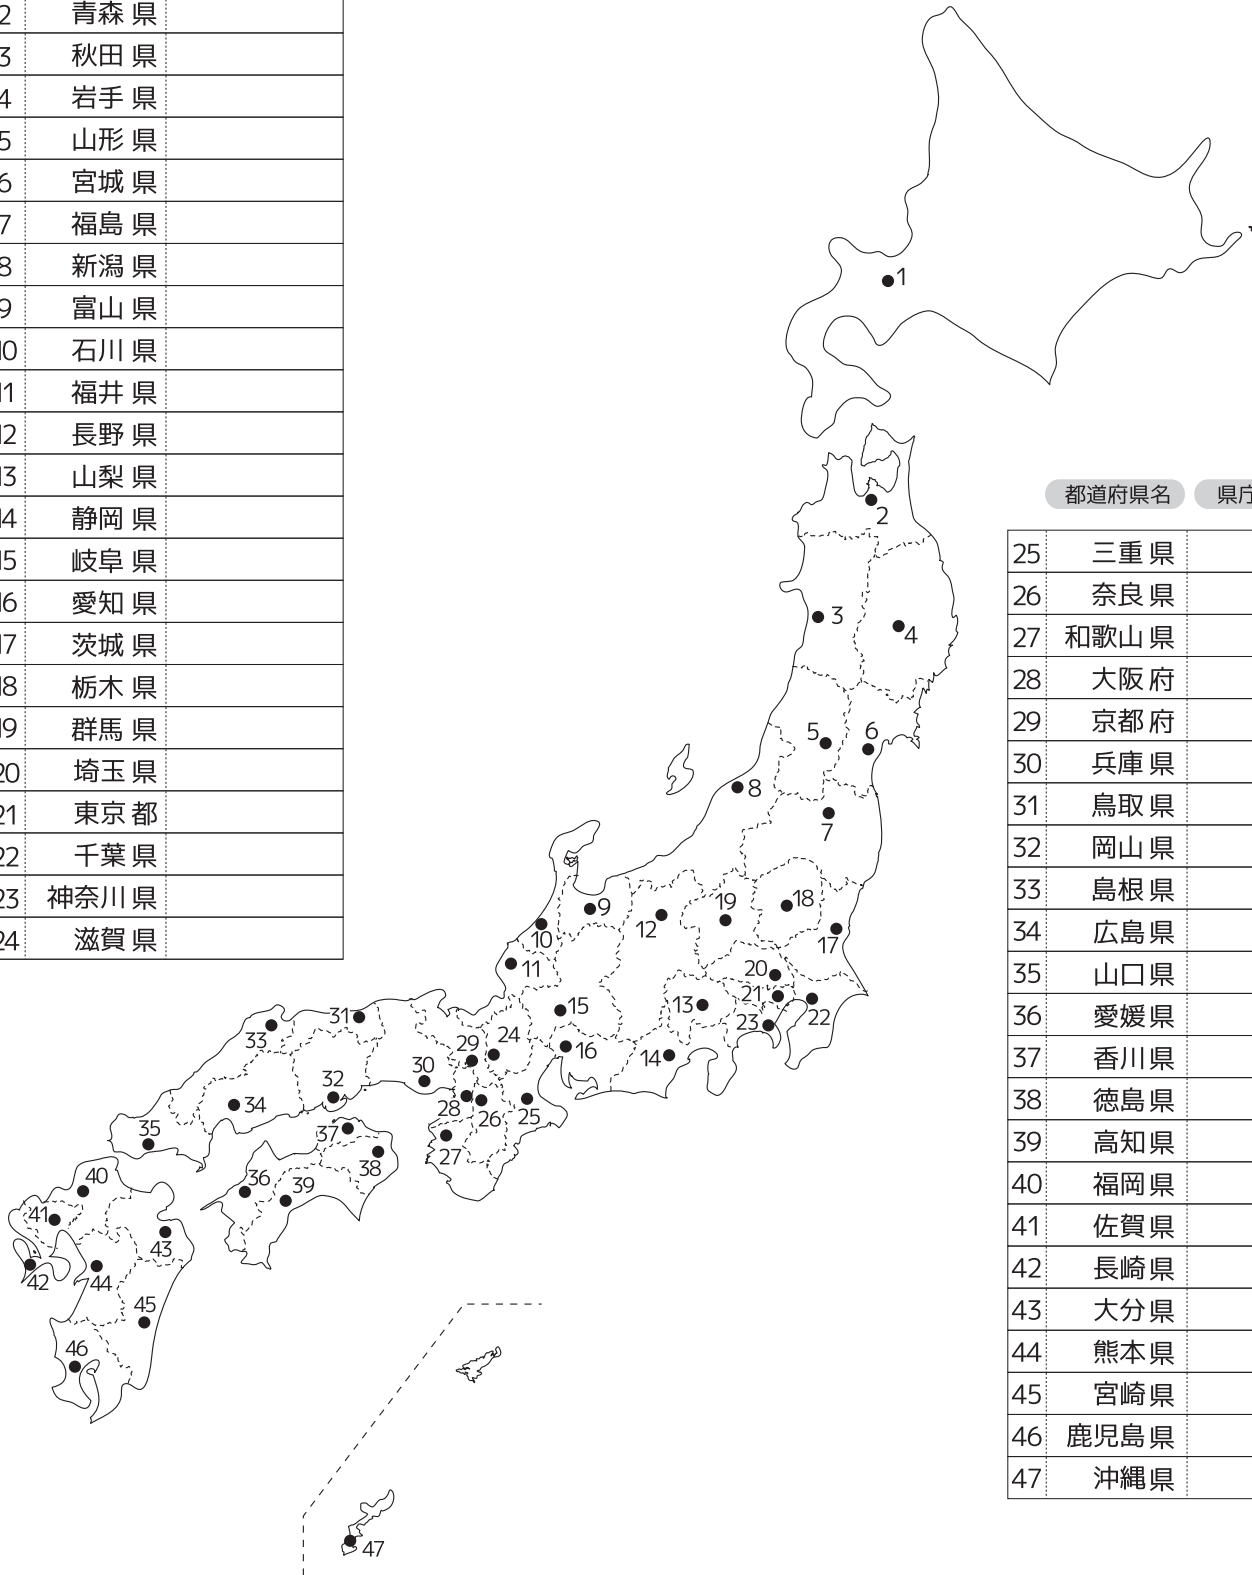 2 青森県
3 秋田県
4 岩手県
5 山形県
6 宮城県
7 福島県
8 新潟県
9 富山県
10 石川県
11 福井県
12 長野県
13 山梨県
14 静岡県
15 岐阜県
16 愛知県
17 茨城県
18 栃木県
19 群馬県
20 埼玉県
21 東京都
22 千葉県
23 神奈川県
24 滋賀県
1
2
3
4
5
6
8
7
9
10
11
12
19
18
17
20
21
22
23
13
14
15
16
24
29
31
33
30
32
34
28
26
25
27
35
37
38
36
39
40
41
42
43
44
45
46
47
都道府県名 県庁
25 三重県
26 奈良県
27 和歌山県
28 大阪府
29 京都府
30 兵庫県
31 鳥取県
32 岡山県
33 島根県
34 広島県
35 山口県
36 愛媛県
37 香川県
38 徳島県
39 高知県
40 福岡県
41 佐賀県
42 長崎県
43 大分県
44 熊本県
45 宮崎県
46 鹿児島県
47 沖縄県